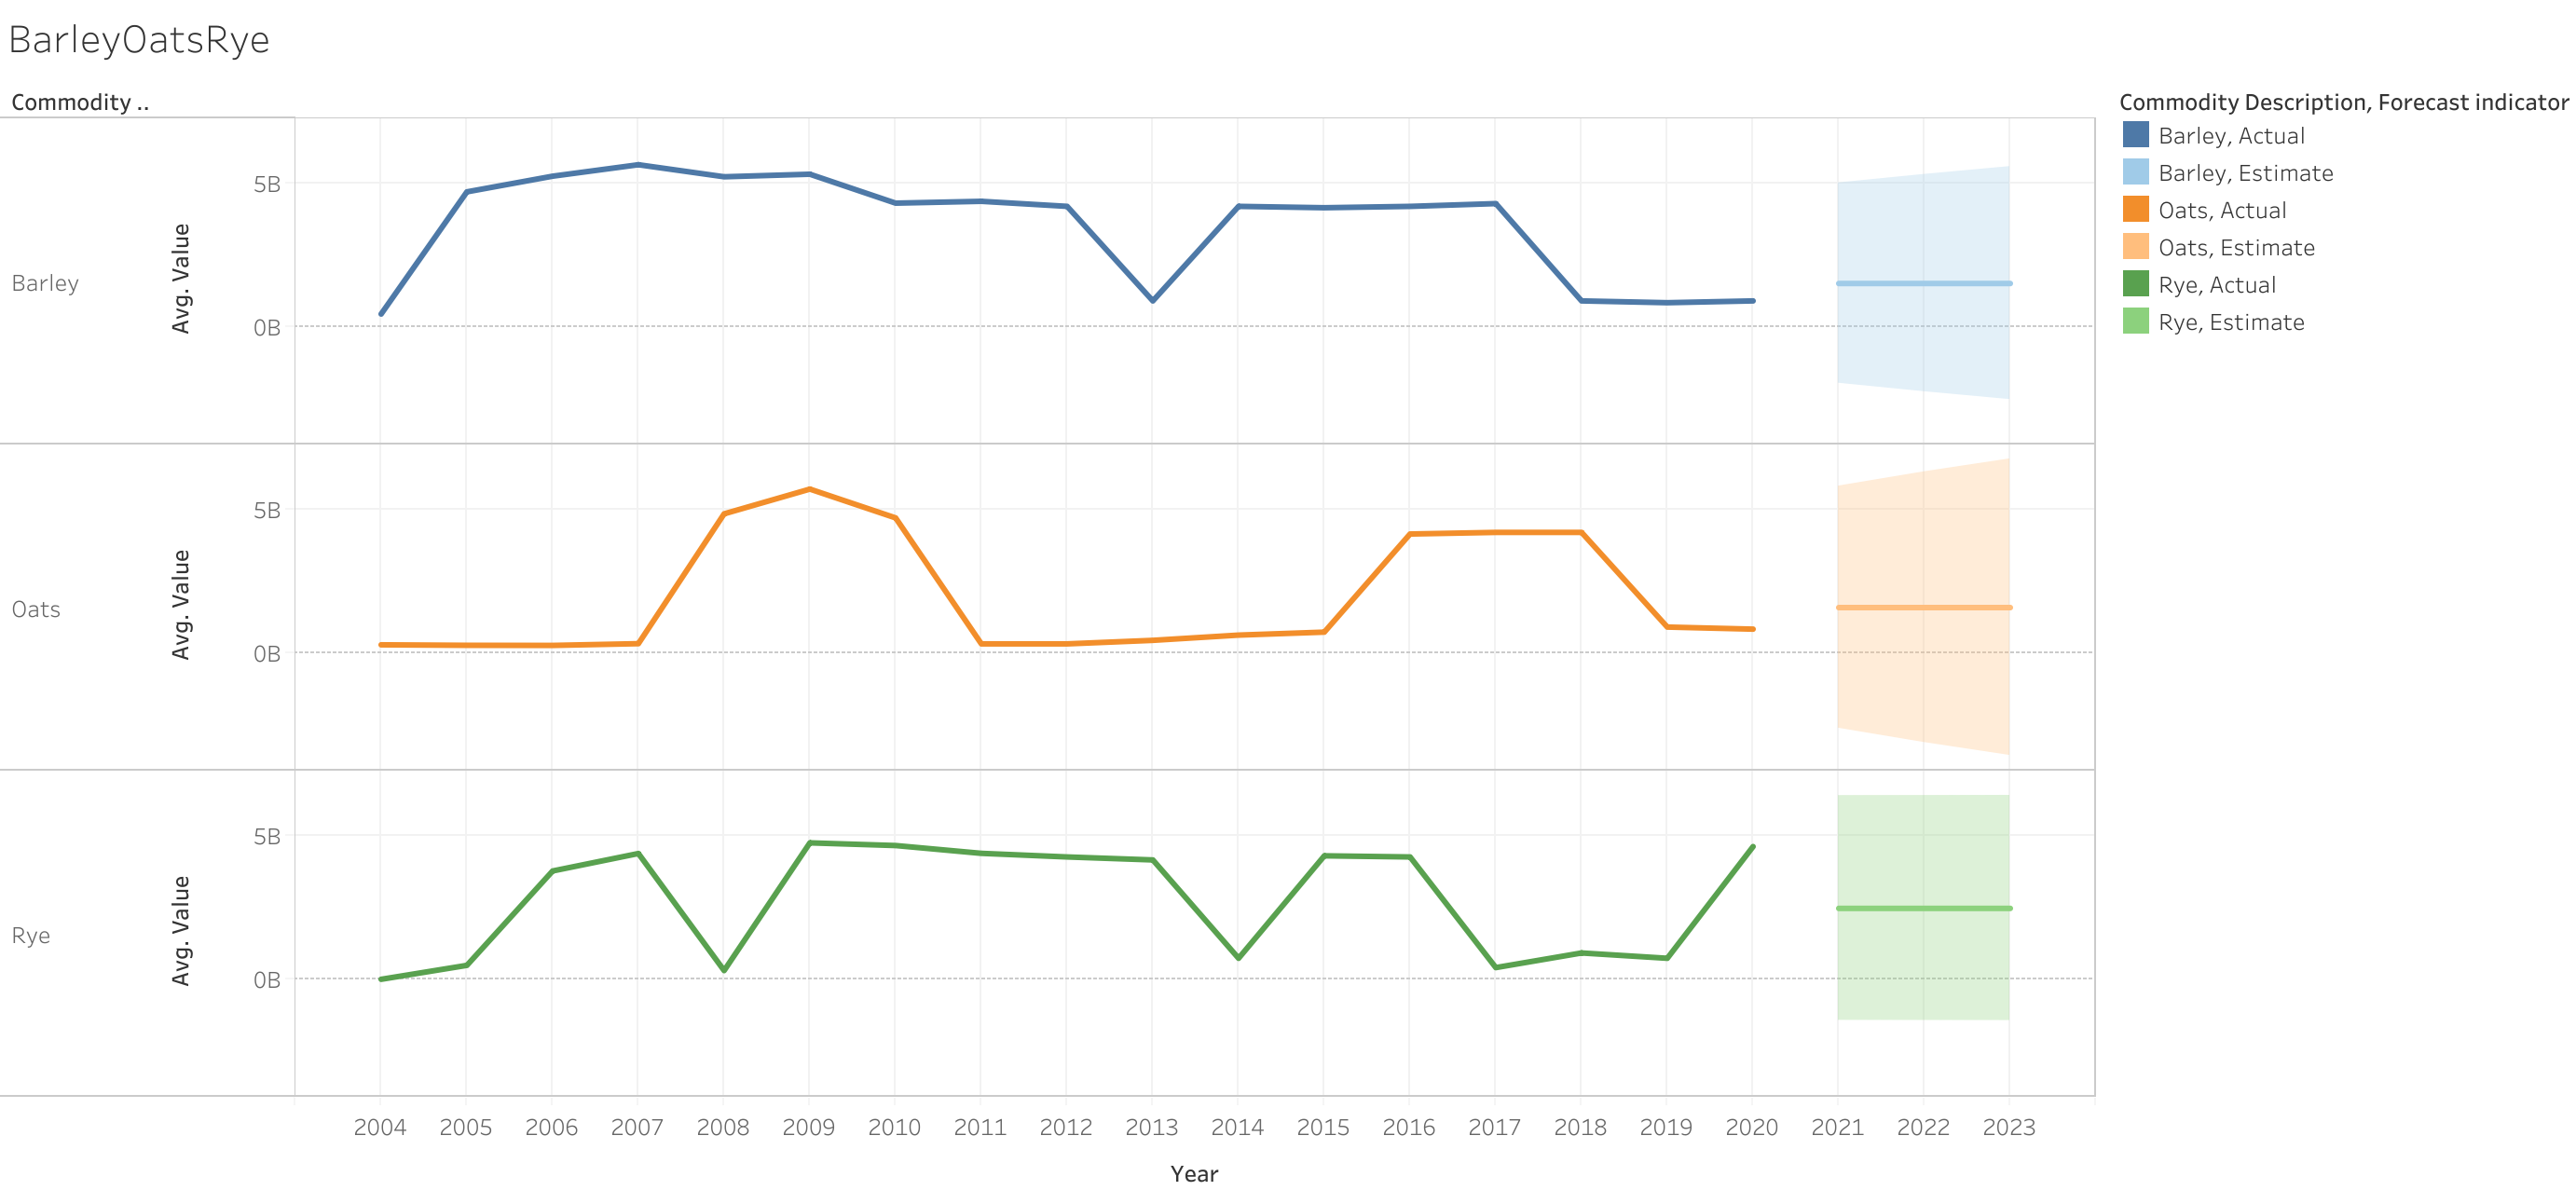 BarleyOatsRye
Commodity ..
Barley
Avg. Value
5B
0B
Oats
Avg. Value
5B
0B
Rye
Avg. Value
5B
0B
2004 2005 2006 2007 2008 2009 2010 2011 2012 2013 2014 2015 2016 2017 2018 2019 2020 2021 2022 2023
Year
Commodity Description, Forecast indicator
Barley, Actual
Barley, Estimate
Oats, Actual
Oats, Estimate
Rye, Actual
Rye, Estimate